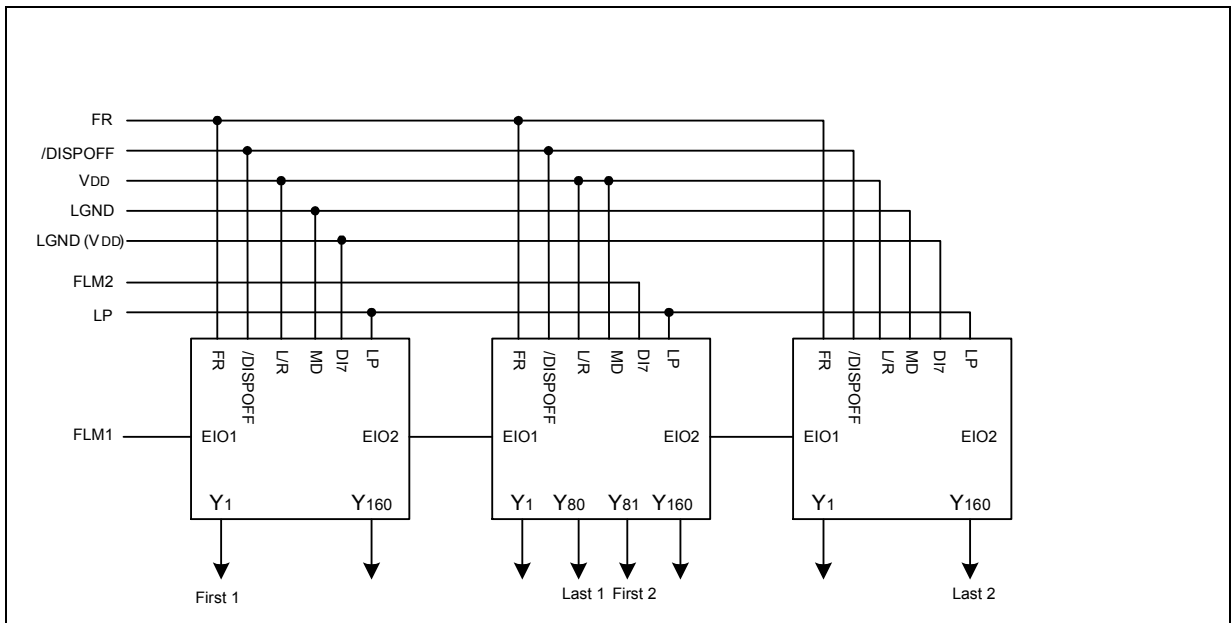 FR
/DISPOFF
VDD
LGND
LGND (VDD)
FLM2
LP
FR /DISPOFF L/R MD DI7 LP
FR /DISPOFF L/R MD DI7 LP
FR /DISPOFF L/R MD DI7 LP
FLM1 EIO1 EIO2 EIO1 EIO2 EIO1 EIO2
Y1 Y160 Y1 Y80 Y81 Y160 Y1 Y160
First 1 Last 1 First 2 Last 2